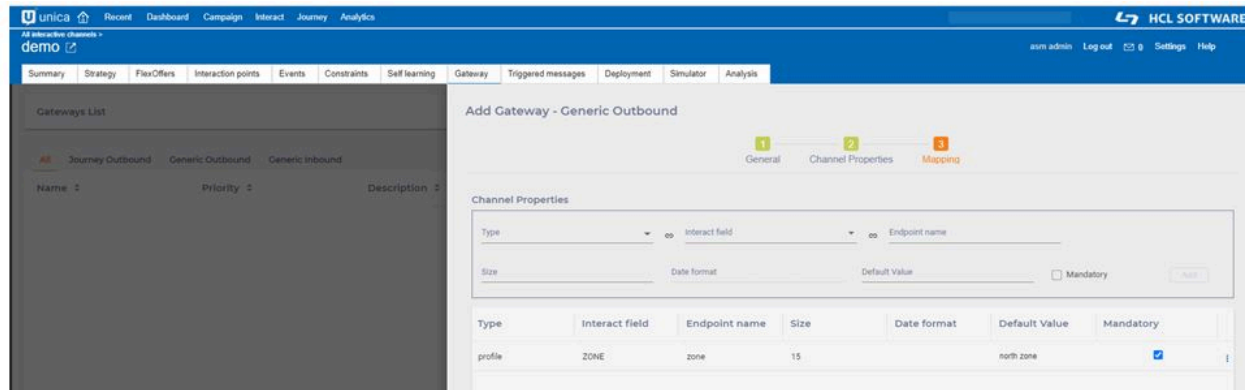 unica Recent Dashboard Campaign Interact Journey Analytics HCL SOFTWARE
All interactive channels >
demo asm admin Log out 0 Settings Help
Summary Strategy FlexOffers Interaction points Events Constraints Self learning Gateway Triggered messages Deployment Simulator Analysis
Gateways List
All Journey Outbound Generic Outbound Generic Inbound
Name Priority Description
Add Gateway - Generic Outbound
1 2 3
General Channel Properties Mapping
Channel Properties
Type Interact field Endpoint name
Size Date format Default Value Mandatory Add
Type Interact field Endpoint name Size Date format Default Value Mandatory
profile ZONE zone 15 north zone